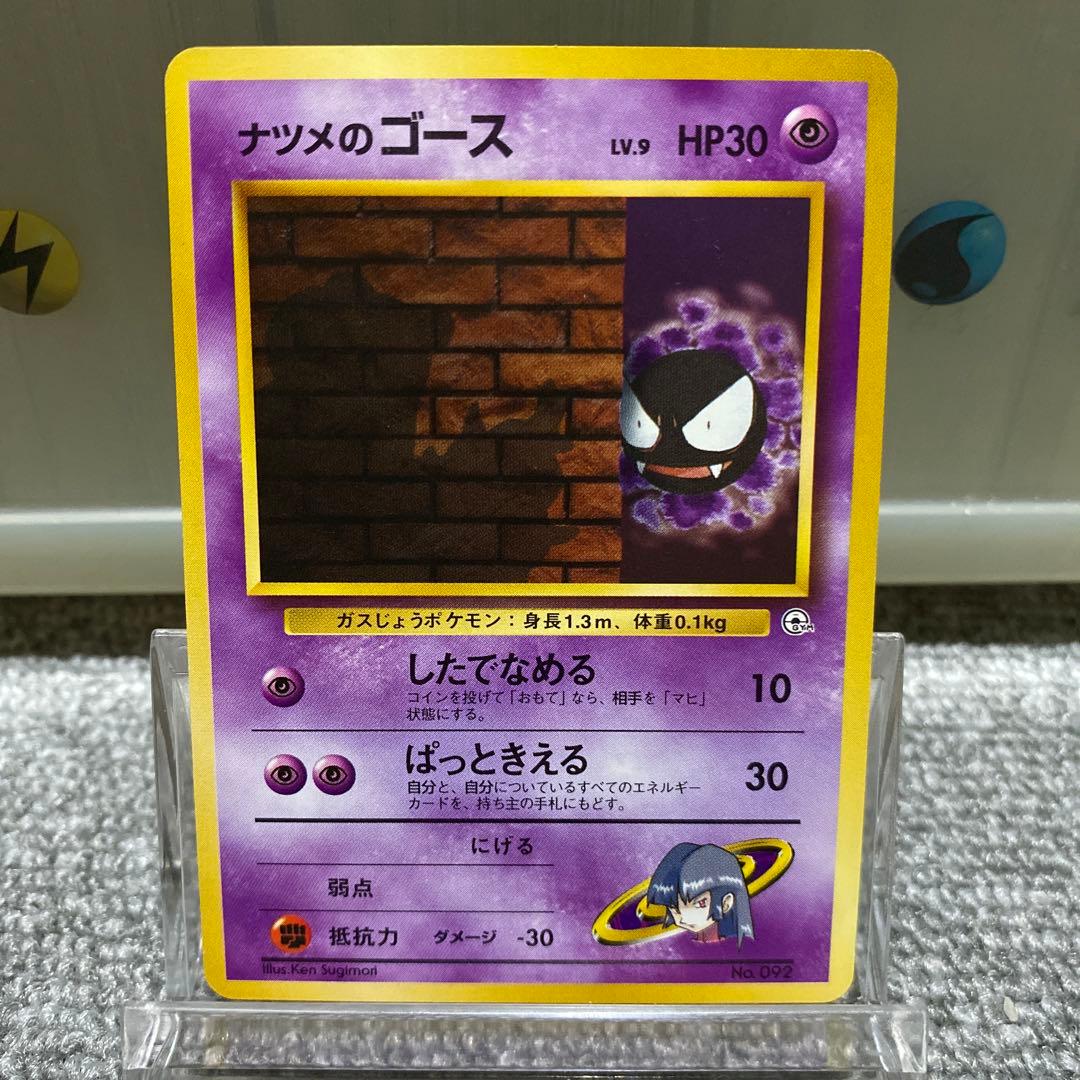 ナツメのゴース LV.9 HP30
ガスじょうポケモン：身長1.3m、体重0.1kg
GYM
したでなめる 10
コインを投げて「おもて」なら、相手を「マヒ」
状態にする。
ぱっときえる 30
自分と、自分についているすべてのエネルギー
カードを、持ち主の手札にもどす。
にげる
弱点
抵抗力 ダメージ -30
Illus.Ken Sugimori No. 092